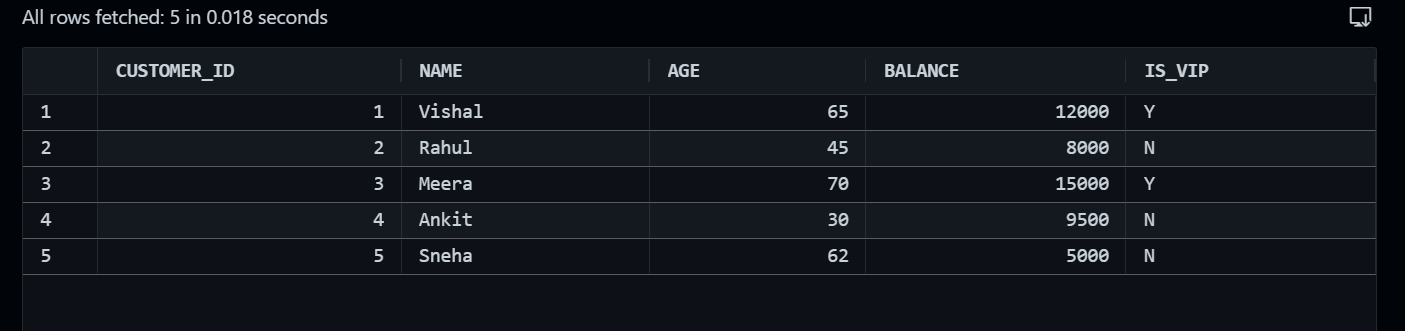 All rows fetched: 5 in 0.018 seconds
CUSTOMER_ID NAME AGE BALANCE IS_VIP
1 1 Vishal 65 12000 Y
2 2 Rahul 45 8000 N
3 3 Meera 70 15000 Y
4 4 Ankit 30 9500 N
5 5 Sneha 62 5000 N